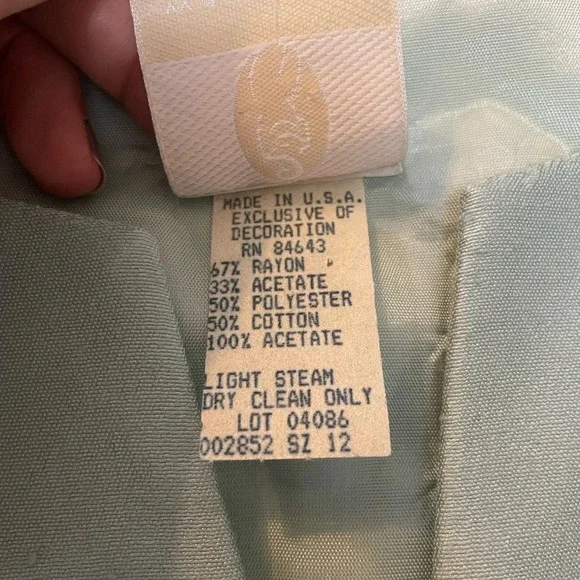 MADE IN U.S.A.
EXCLUSIVE OF
DECORATION
RN 84643
67% RAYON
33% ACETATE
50% POLYESTER
50% COTTON
100% ACETATE
LIGHT STEAM
DRY CLEAN ONLY
LOT 04086
002852 SZ 12